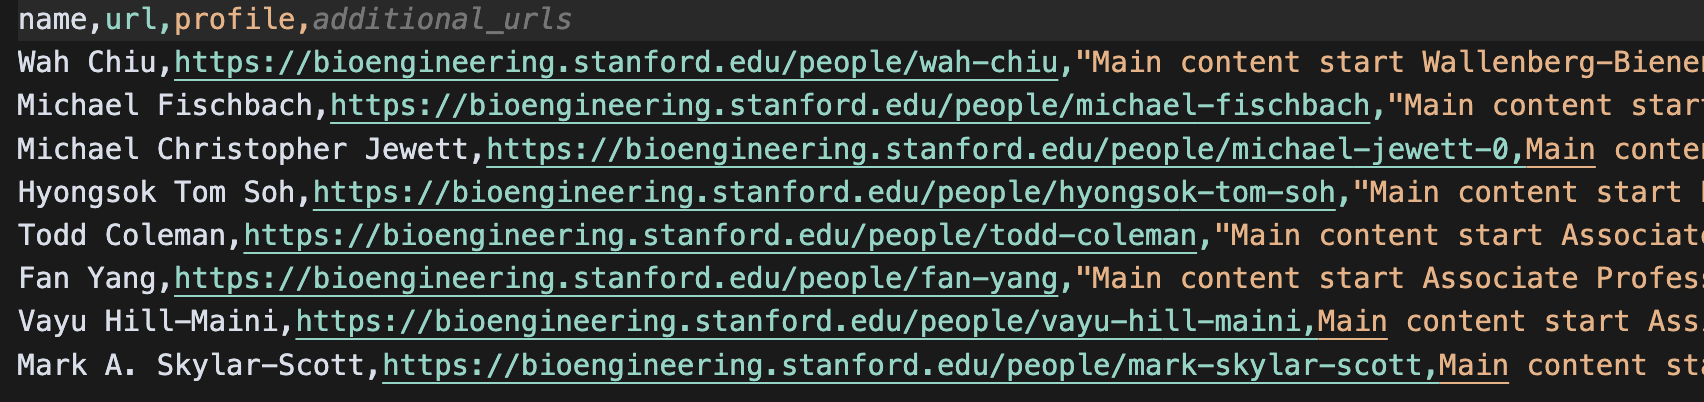 name,url,profile,additional_urls
Wah Chiu,https://bioengineering.stanford.edu/people/wah-chiu,"Main content start Wallenberg-Biene
Michael Fischbach,https://bioengineering.stanford.edu/people/michael-fischbach,"Main content star
Michael Christopher Jewett,https://bioengineering.stanford.edu/people/michael-jewett-0,Main conte
Hyongsok Tom Soh,https://bioengineering.stanford.edu/people/hyongsok-tom-soh,"Main content start
Todd Coleman,https://bioengineering.stanford.edu/people/todd-coleman,"Main content start Associat
Fan Yang,https://bioengineering.stanford.edu/people/fan-yang,"Main content start Associate Profes
Vayu Hill-Maini,https://bioengineering.stanford.edu/people/vayu-hill-maini,Main content start Ass
Mark A. Skylar-Scott,https://bioengineering.stanford.edu/people/mark-skylar-scott,Main content st